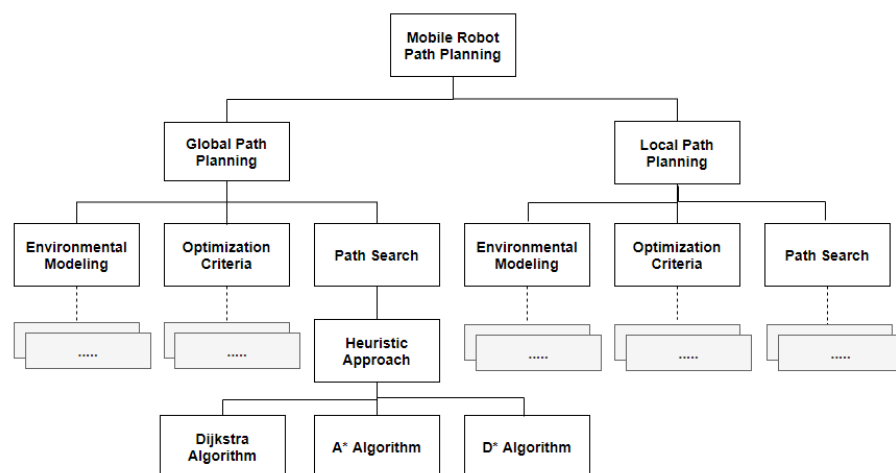 Mobile Robot
Path Planning
Global Path
Planning
Local Path
Planning
Environmental
Modeling
Optimization
Criteria
Path Search
Environmental
Modeling
Optimization
Criteria
Path Search
.....
.....
Heuristic
Approach
.....
.....
.....
Dijkstra
Algorithm
A* Algorithm
D* Algorithm